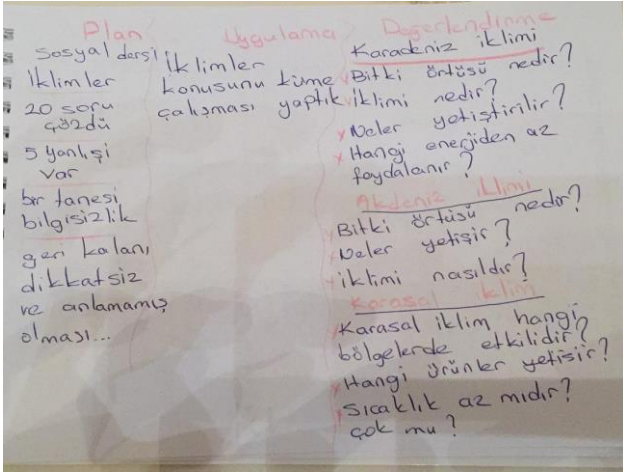 Plan
Sosyal dersi
İklimler
20 soru
çözdü
5 yanlışi
var
bir tanesi
bilgisizlik
geri kalanı
dikkatsiz
ve anlamamış
olması...
Uygulama
İklimler
konusunu küme
çalışması yaptık
Değerlendirme
Karadeniz iklimi
Bitki örtüsü nedir?
iklimi nedir?
Neler yetiştirilir?
Hangi enerjiden az
faydalanır?
Akdeniz iklimi
Bitki örtüsü nedir?
Neler yetişir?
iklimi nasıldır?
Karasal iklim
Karasal iklim hangi
bölgelerde etkilidir?
Hangi ürünler yetişir?
Sıcaklık az mıdır?
çok mu?